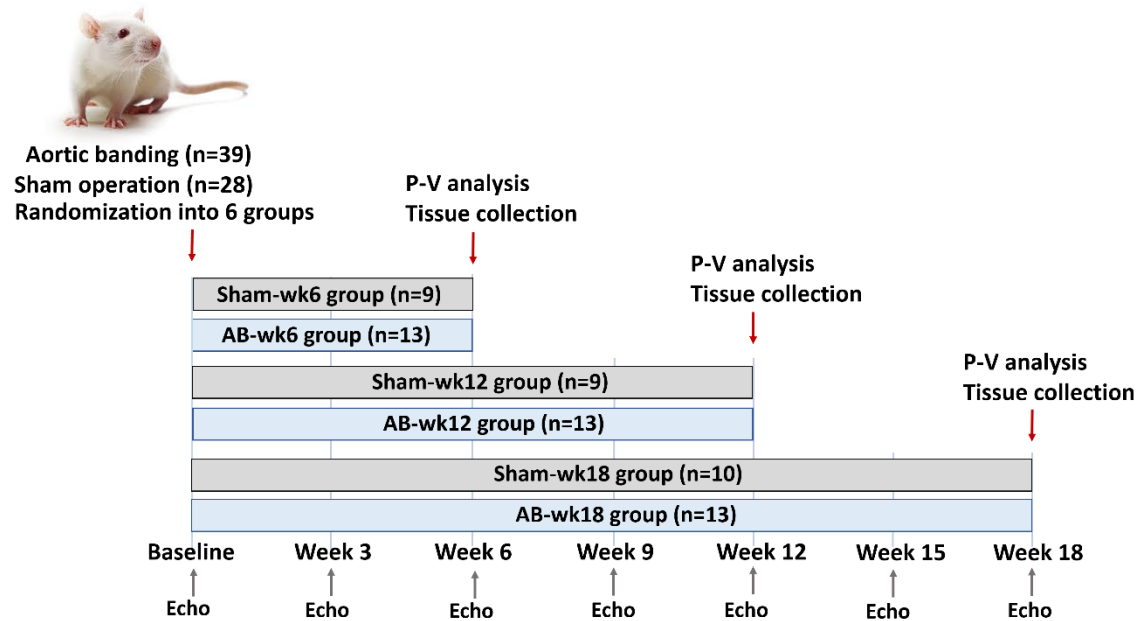 Aortic banding (n=39)
Sham operation (n=28)
Randomization into 6 groups
P-V analysis
Tissue collection
P-V analysis
Tissue collection
P-V analysis
Tissue collection
Sham-wk6 group (n=9)
AB-wk6 group (n=13)
Sham-wk12 group (n=9)
AB-wk12 group (n=13)
Sham-wk18 group (n=10)
AB-wk18 group (n=13)
Baseline Week 3 Week 6 Week 9 Week 12 Week 15 Week 18
Echo Echo Echo Echo Echo Echo Echo